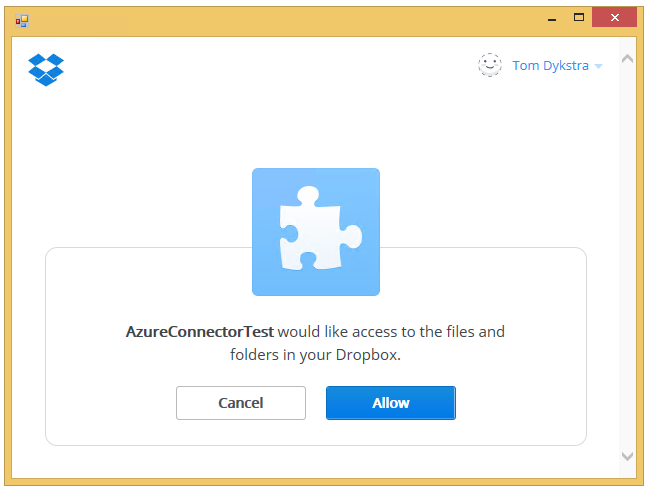 Tom Dykstra
AzureConnectorTest would like access to the files and
folders in your Dropbox.
Cancel
Allow